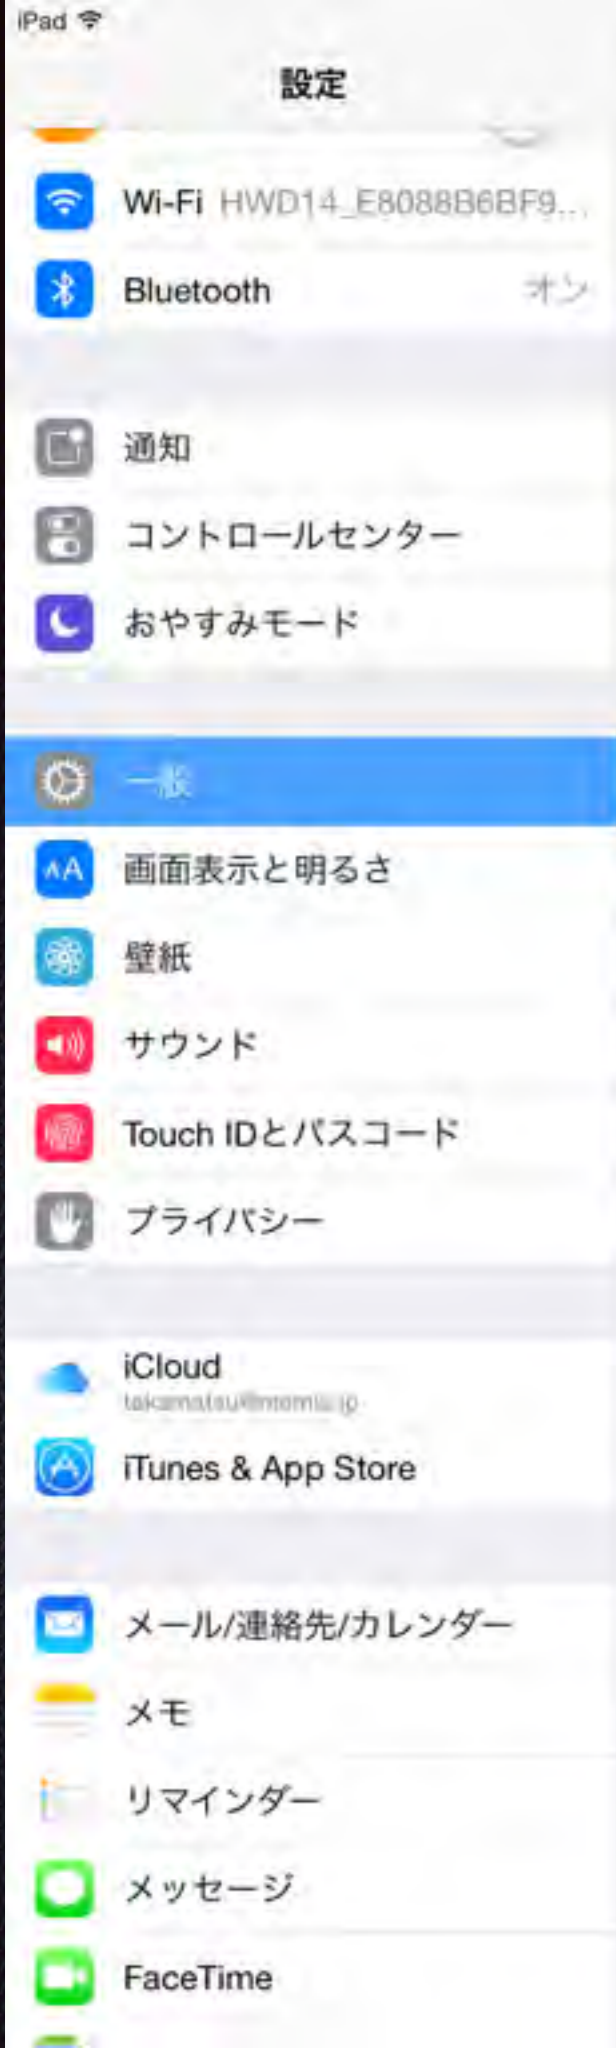 iPad
設定
Wi-Fi HWD14_E8088B6BF9...
Bluetooth オン
通知
コントロールセンター
おやすみモード
一般
AA 画面表示と明るさ
壁紙
サウンド
Touch IDとパスコード
プライバシー
iCloud
iTunes & App Store
メール/連絡先/カレンダー
メモ
リマインダー
メッセージ
FaceTime